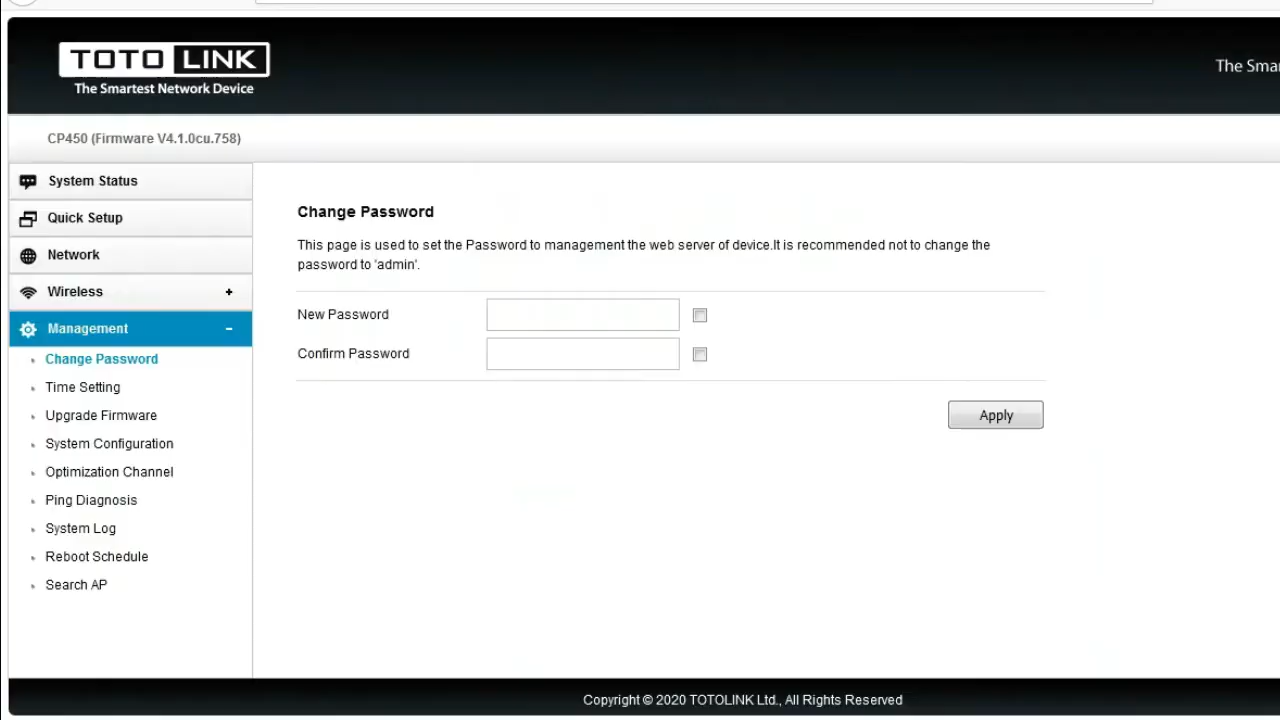 TOTO LINK
The Smartest Network Device
The Smar
CP450 (Firmware V4.1.0cu.758)
System Status
Quick Setup
Network
Wireless +
Management -
Change Password
Time Setting
Upgrade Firmware
System Configuration
Optimization Channel
Ping Diagnosis
System Log
Reboot Schedule
Search AP
Change Password
This page is used to set the Password to management the web server of device.It is recommended not to change the
password to 'admin'.
New Password
Confirm Password
Apply
Copyright © 2020 TOTOLINK Ltd., All Rights Reserved